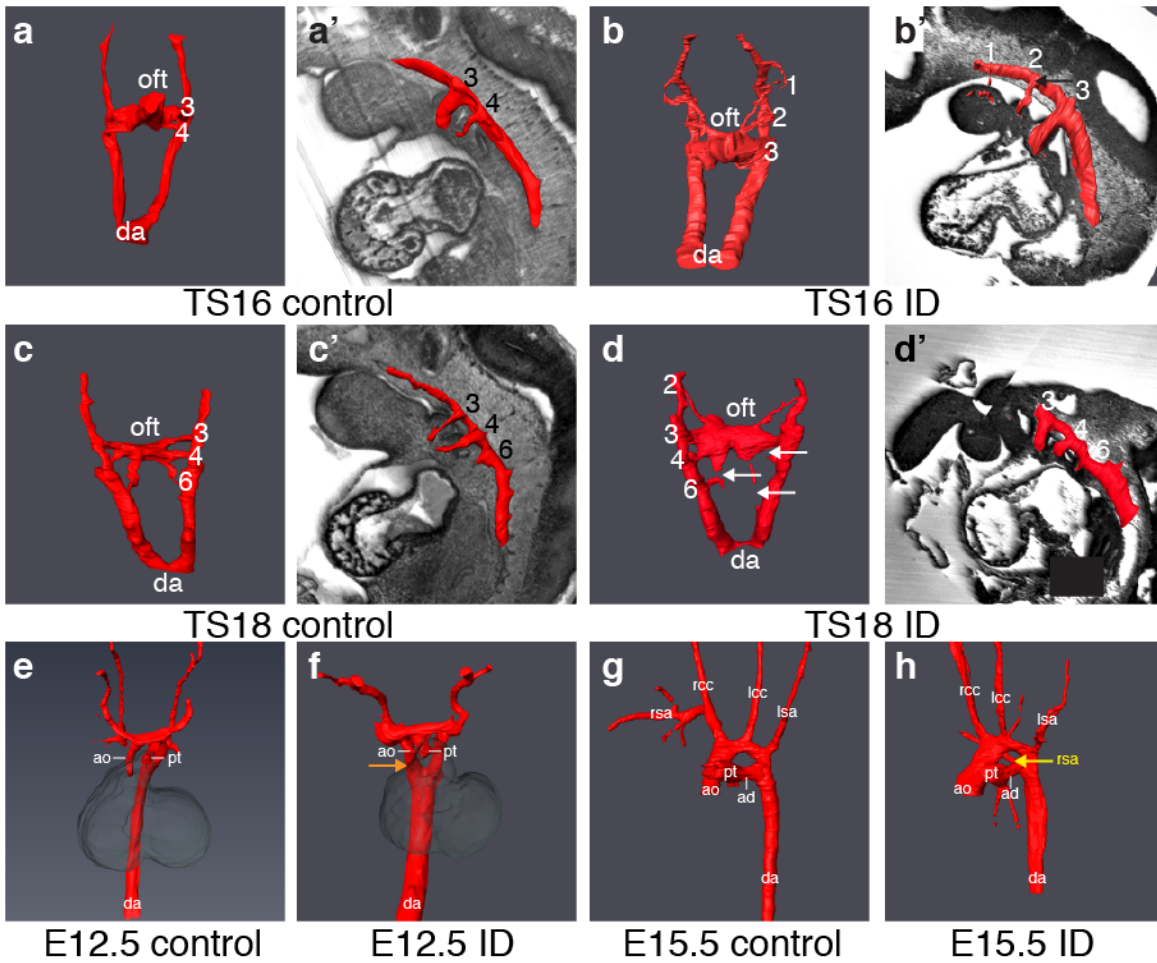 a
oft
3
4
da
a’
3
4
b
1
oft
2
3
da
b’
1
2
3
TS16 control
TS16 ID
c
oft
3
4
6
da
c’
3
4
6
d
2
oft
3
4
6
da
d’
3
4
6
TS18 control
TS18 ID
e
ao
pt
da
f
ao
pt
da
g
rcc
lcc
lsa
rsa
pt
ao
ad
da
h
rcc
lcc
lsa
rsa
pt
ao
ad
da
E12.5 control
E12.5 ID
E15.5 control
E15.5 ID